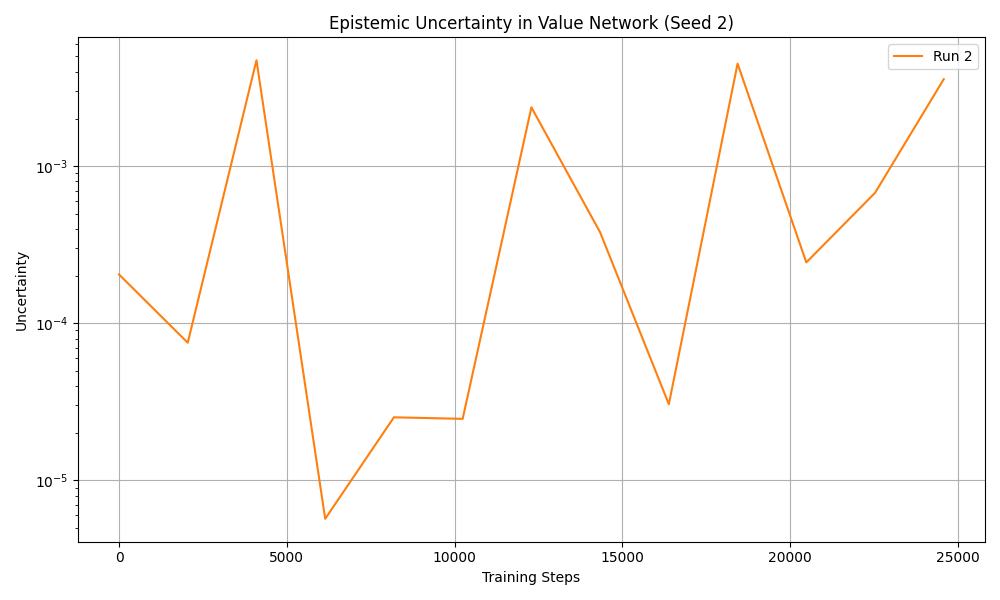 Epistemic Uncertainty in Value Network (Seed 2)
Run 2
Uncertainty
10⁻³
10⁻⁴
10⁻⁵
0 5000 10000 15000 20000 25000
Training Steps